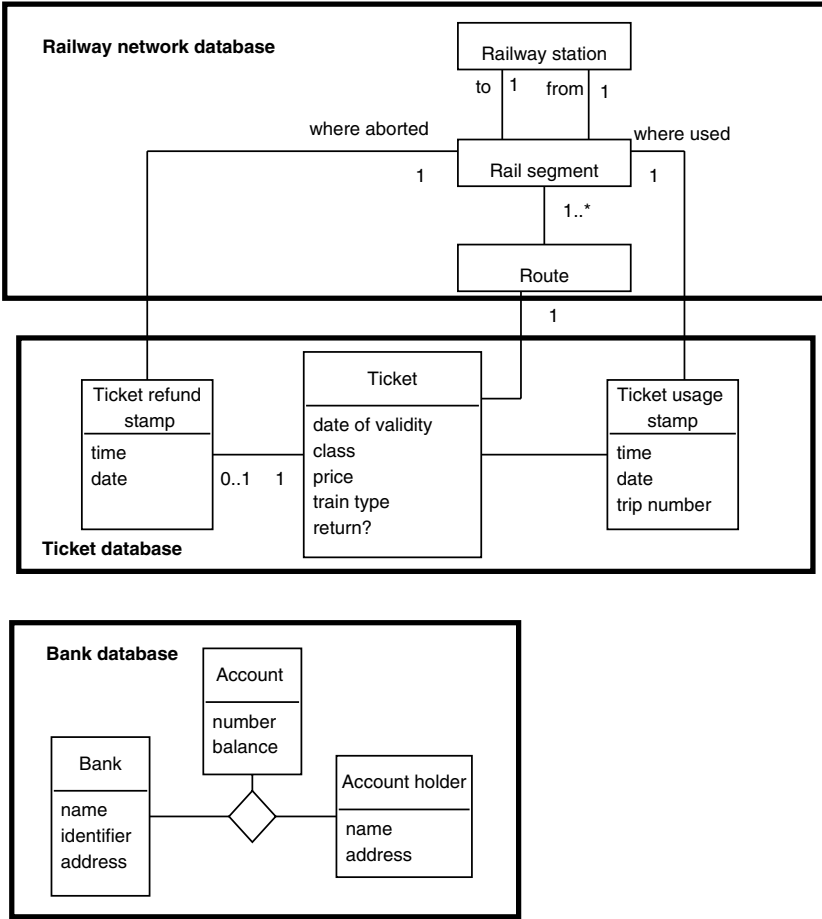 Railway network database
Railway station
to 1 from 1
where aborted
where used
1
Rail segment
1
1..*
Route
1
Ticket refund
stamp
time
date
0..1 1
Ticket
date of validity
class
price
train type
return?
Ticket usage
stamp
time
date
trip number
Ticket database
Bank database
Account
number
balance
Bank
name
identifier
address
Account holder
name
address